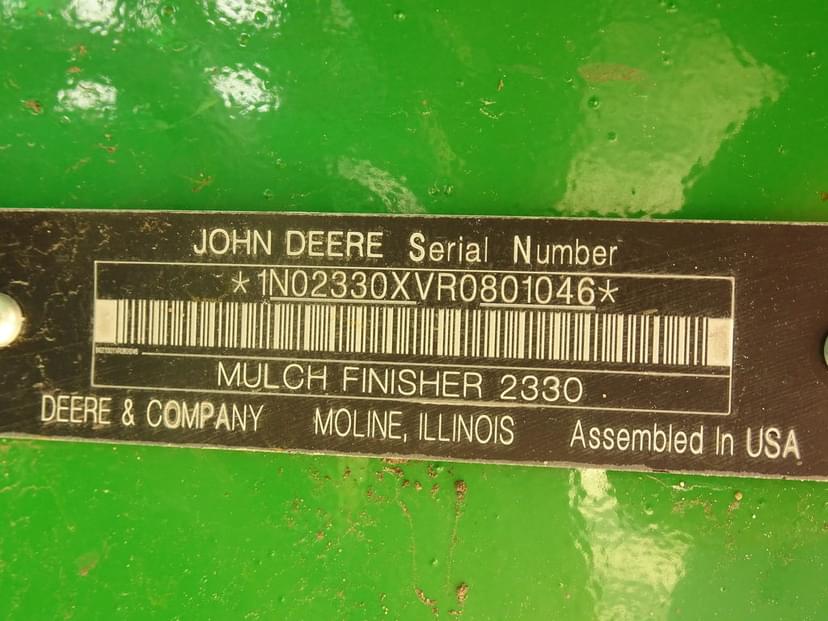 JOHN DEERE Serial Number
*1N02330XVR0801046*
MULCH FINISHER 2330
DEERE & COMPANY MOLINE, ILLINOIS Assembled In USA